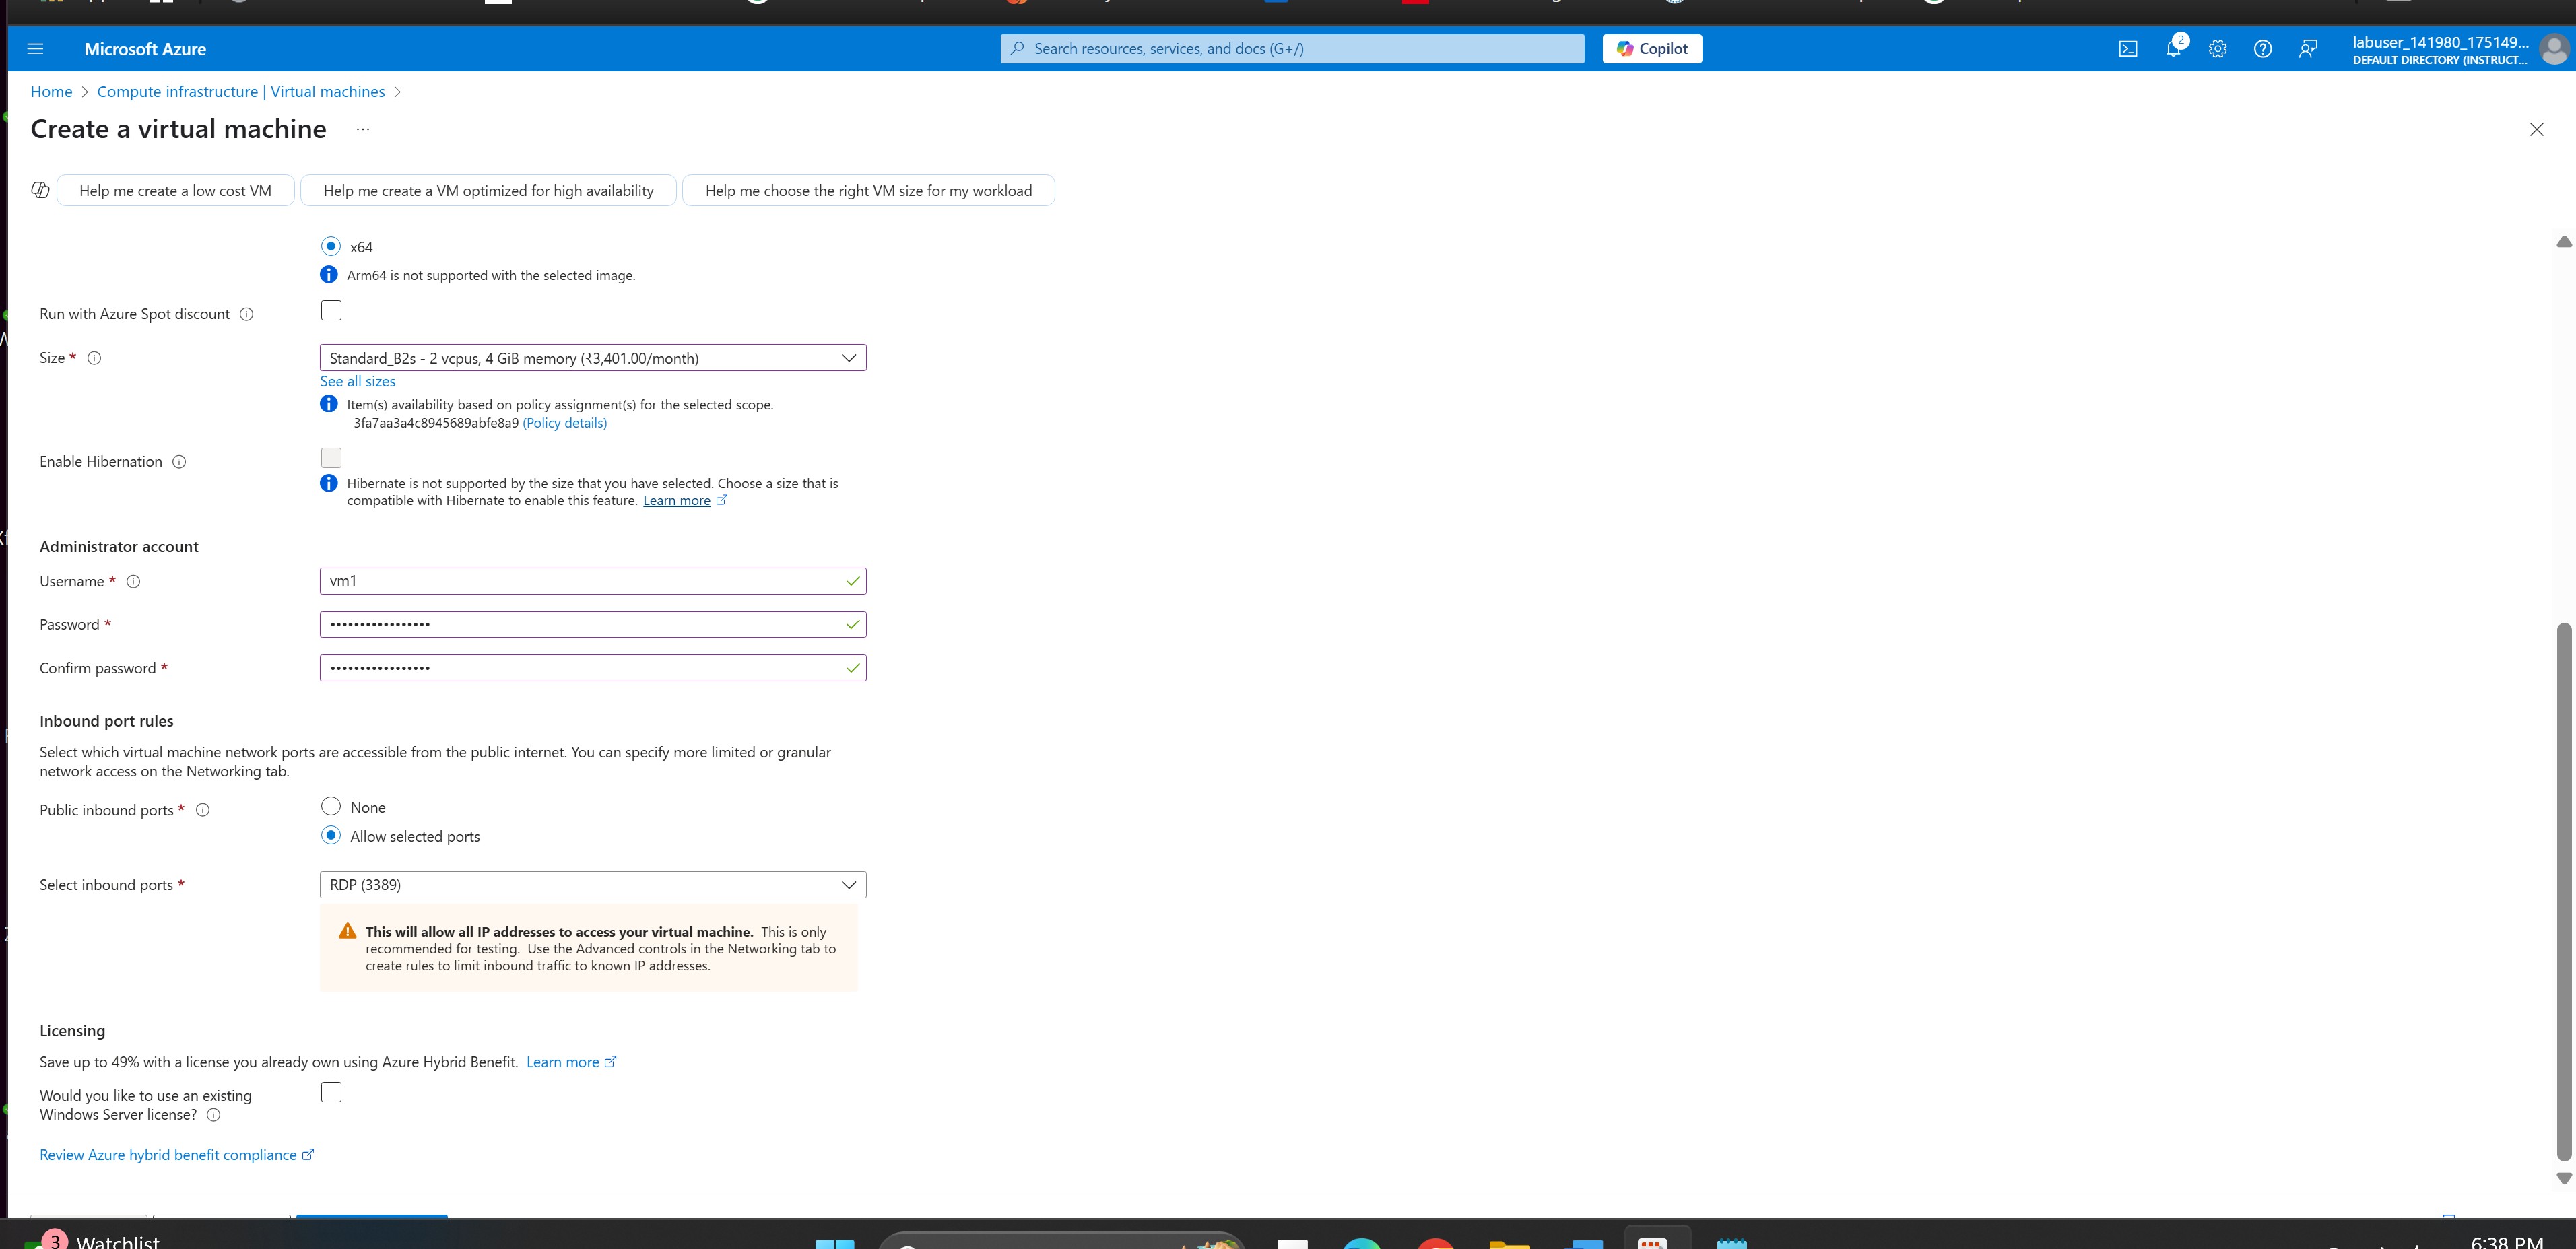 Microsoft Azure
Search resources, services, and docs (G+/)
Copilot
2
labuser_141980_175149...
DEFAULT DIRECTORY (INSTRUCT...
Home > Compute infrastructure | Virtual machines >
Create a virtual machine ...
Help me create a low cost VM
Help me create a VM optimized for high availability
Help me choose the right VM size for my workload
x64
Arm64 is not supported with the selected image.
Run with Azure Spot discount
Size *
Standard_B2s - 2 vcpus, 4 GiB memory (₹3,401.00/month)
See all sizes
Item(s) availability based on policy assignment(s) for the selected scope.
3fa7aa3a4c8945689abfe8a9 (Policy details)
Enable Hibernation
Hibernate is not supported by the size that you have selected. Choose a size that is
compatible with Hibernate to enable this feature. Learn more
Administrator account
Username *
vm1
Password *
•••••••••••••••••
Confirm password *
•••••••••••••••••
Inbound port rules
Select which virtual machine network ports are accessible from the public internet. You can specify more limited or granular
network access on the Networking tab.
Public inbound ports *
None
Allow selected ports
Select inbound ports *
RDP (3389)
This will allow all IP addresses to access your virtual machine. This is only
recommended for testing. Use the Advanced controls in the Networking tab to
create rules to limit inbound traffic to known IP addresses.
Licensing
Save up to 49% with a license you already own using Azure Hybrid Benefit. Learn more
Would you like to use an existing
Windows Server license?
Review Azure hybrid benefit compliance
3
Watchlist
6:38 PM